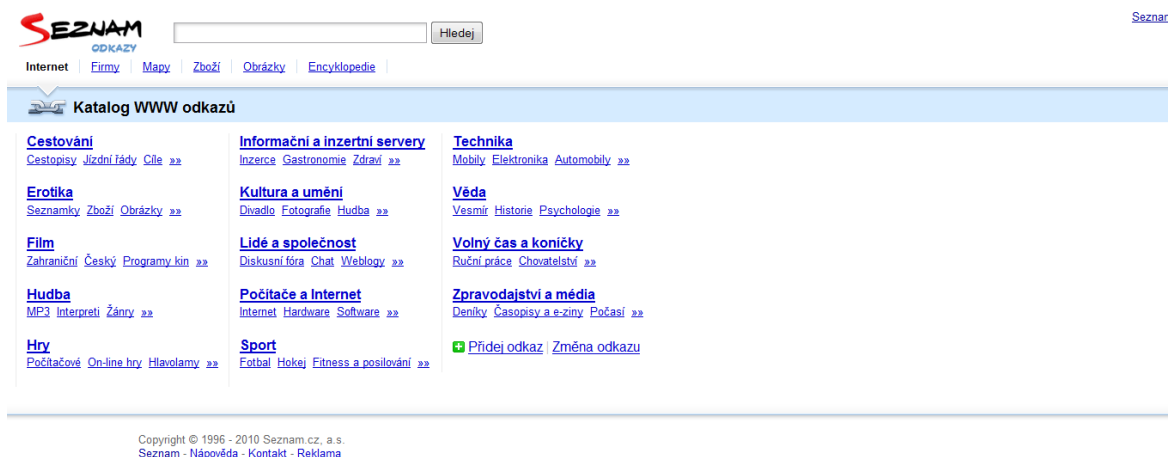 Seznam
SEZNAM
ODKAZY
Hledej
Internet Firmy Mapy Zboží Obrázky Encyklopedie
Katalog WWW odkazů
Cestování
Cestopisy Jízdní řády Cíle »»
Erotika
Seznamky Zboží Obrázky »»
Film
Zahraniční Český Programy kin »»
Hudba
MP3 Interpreti Žánry »»
Hry
Počítačové On-line hry Hlavolamy »»
Informační a inzertní servery
Inzerce Gastronomie Zdraví »»
Kultura a umění
Divadlo Fotografie Hudba »»
Lidé a společnost
Diskusní fóra Chat Weblogy »»
Počítače a Internet
Internet Hardware Software »»
Sport
Fotbal Hokej Fitness a posilování »»
Technika
Mobily Elektronika Automobily »»
Věda
Vesmír Historie Psychologie »»
Volný čas a koníčky
Ruční práce Chovatelství »»
Zpravodajství a média
Deníky Časopisy a e-ziny Počasí »»
Přidej odkaz | Změna odkazu
Copyright © 1996 - 2010 Seznam.cz, a.s.
Seznam - Nápověda - Kontakt - Reklama